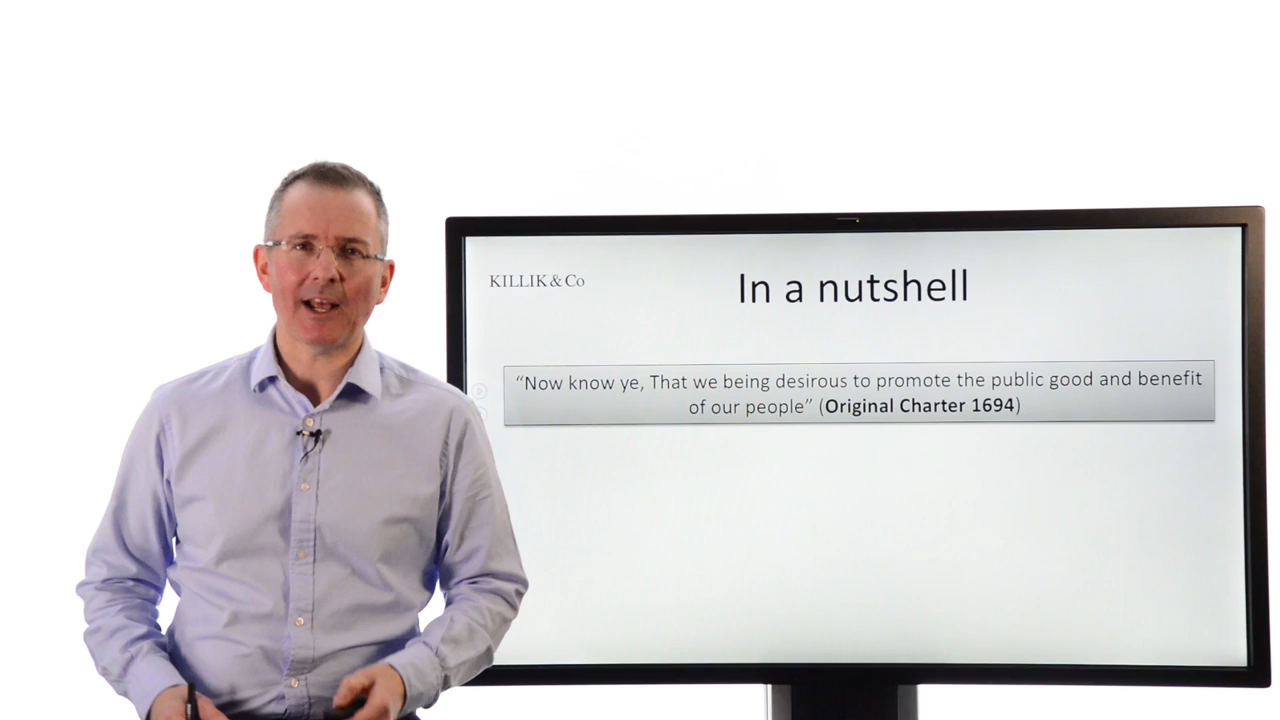 KILLIK & Co
In a nutshell
“Now know ye, That we being desirous to promote the public good and benefit
of our people” (Original Charter 1694)